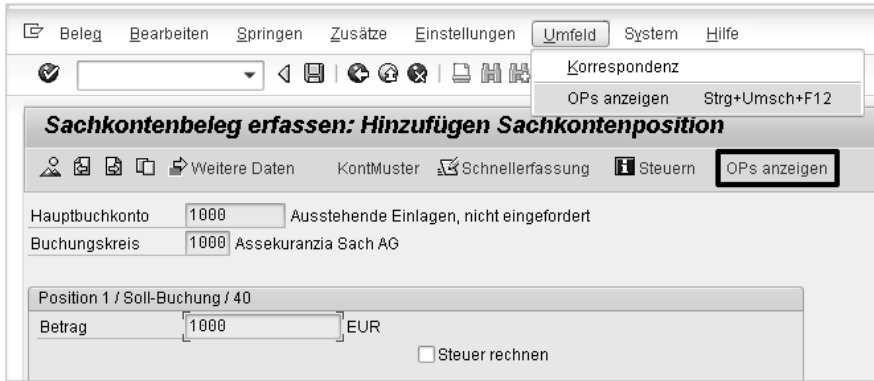 Beleg Bearbeiten Springen Zusätze Einstellungen Umfeld System Hilfe
Korrespondenz
OPs anzeigen Strg+Umsch+F12
Sachkontenbeleg erfassen: Hinzufügen Sachkontenposition
Weitere Daten KontMuster Schnellerfassung Steuern OPs anzeigen
Hauptbuchkonto 1000 Ausstehende Einlagen, nicht eingefordert
Buchungskreis 1000 Assekuranzia Sach AG
Position 1 / Soll-Buchung / 40
Betrag 1000 EUR
Steuer rechnen